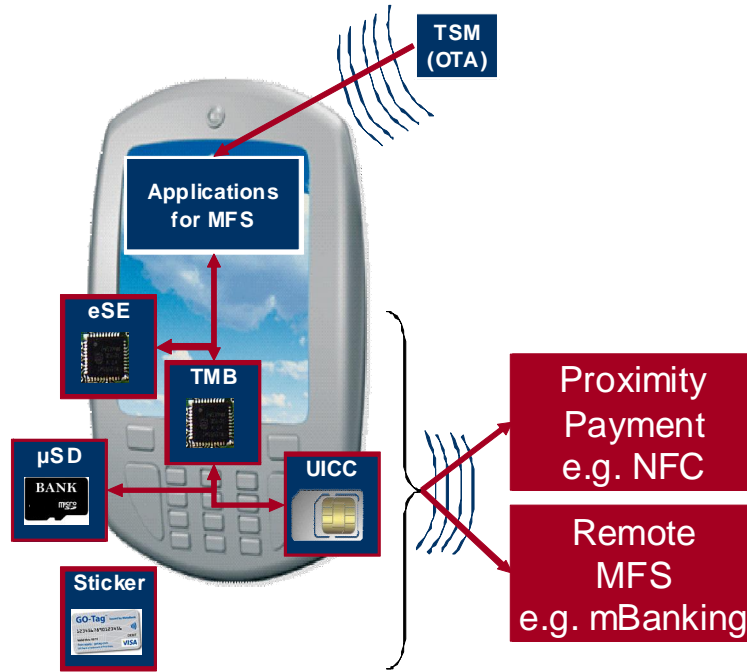 TSM
(OTA)
Applications
for MFS
eSE
TMB
µSD
BANK
micro
UICC
Sticker
GO-Tag
VISA
Proximity
Payment
e.g. NFC
Remote
MFS
e.g. mBanking